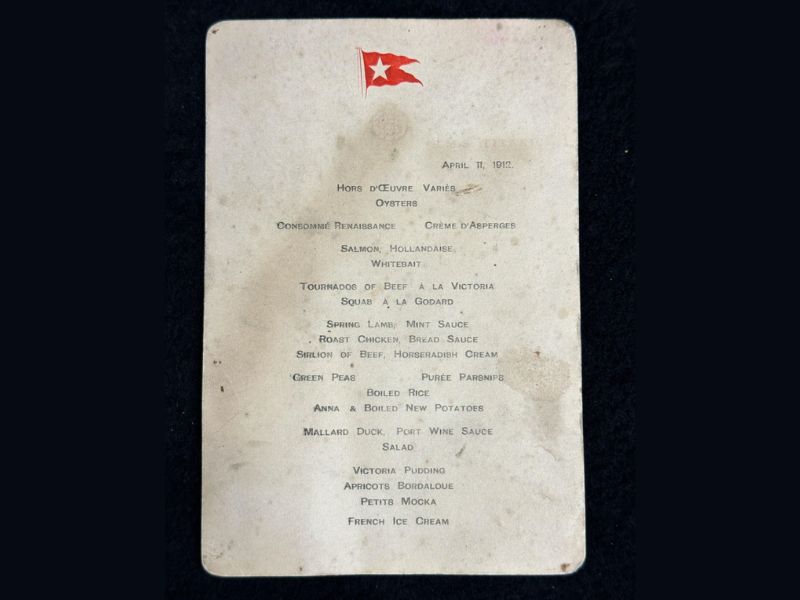 April 11, 1912.
Hors d'Œuvre Variés
Oysters
Consommé Renaissance Crème d'Asperges
Salmon, Hollandaise
Whitebait
Tournados of Beef à la Victoria
Squab à la Godard
Spring Lamb, Mint Sauce
Roast Chicken, Bread Sauce
Sirlion of Beef, Horseradish Cream
Green Peas Purée Parsnips
Boiled Rice
Anna & Boiled New Potatoes
Mallard Duck, Port Wine Sauce
Salad
Victoria Pudding
Apricots Bordaloue
Petits Mocka
French Ice Cream